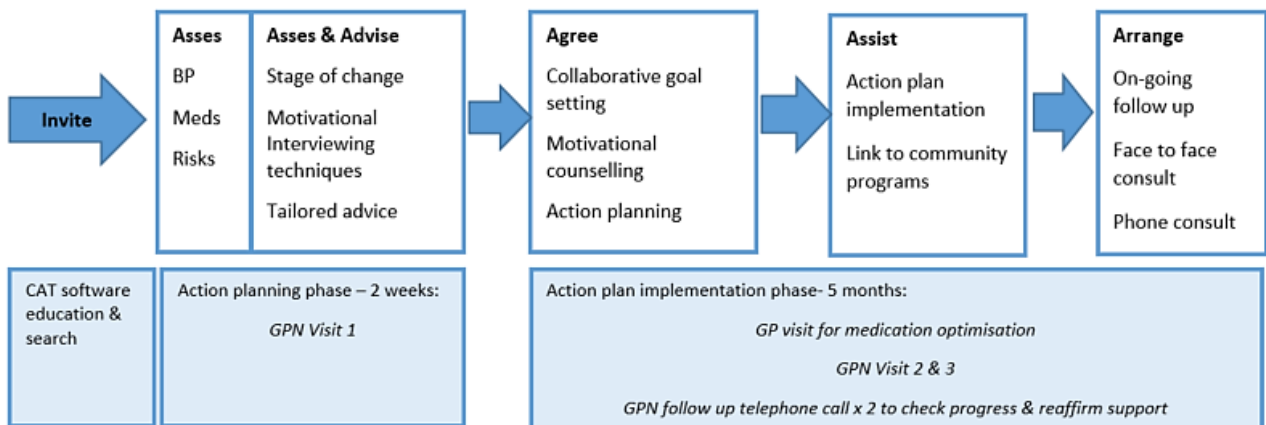 Invite
Asses
BP
Meds
Risks
Asses & Advise
Stage of change
Motivational
Interviewing
techniques
Tailored advice
Agree
Collaborative goal
setting
Motivational
counselling
Action planning
Assist
Action plan
implementation
Link to community
programs
Arrange
On-going
follow up
Face to face
consult
Phone consult
CAT software
education &
search
Action planning phase – 2 weeks:
GPN Visit 1
Action plan implementation phase- 5 months:
GP visit for medication optimisation
GPN Visit 2 & 3
GPN follow up telephone call x 2 to check progress & reaffirm support